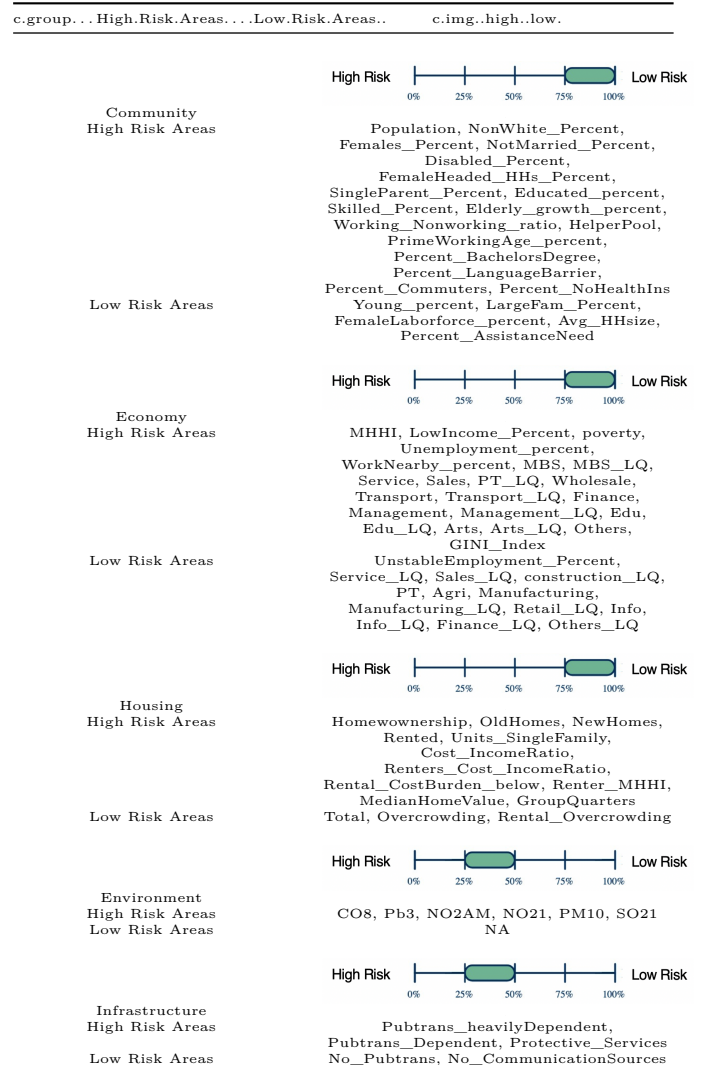 c.group...High.Risk.Areas....Low.Risk.Areas.. c.img..high..low.
High Risk Low Risk
0% 25% 50% 75% 100%
Community
High Risk Areas Population, NonWhite_Percent,
Females_Percent, NotMarried_Percent,
Disabled_Percent,
FemaleHeaded_HHs_Percent,
SingleParent_Percent, Educated_percent,
Skilled_Percent, Elderly_growth_percent,
Working_Nonworking_ratio, HelperPool,
PrimeWorkingAge_percent,
Percent_BachelorsDegree,
Percent_LanguageBarrier,
Percent_Commuters, Percent_NoHealthIns
Low Risk Areas Young_percent, LargeFam_Percent,
FemaleLaborforce_percent, Avg_HHsize,
Percent_AssistanceNeed
High Risk Low Risk
0% 25% 50% 75% 100%
Economy
High Risk Areas MHHI, LowIncome_Percent, poverty,
Unemployment_percent,
WorkNearby_percent, MBS, MBS_LQ,
Service, Sales, PT_LQ, Wholesale,
Transport, Transport_LQ, Finance,
Management, Management_LQ, Edu,
Edu_LQ, Arts, Arts_LQ, Others,
GINI_Index
Low Risk Areas UnstableEmployment_Percent,
Service_LQ, Sales_LQ, construction_LQ,
PT, Agri, Manufacturing,
Manufacturing_LQ, Retail_LQ, Info,
Info_LQ, Finance_LQ, Others_LQ
High Risk Low Risk
0% 25% 50% 75% 100%
Housing
High Risk Areas Homewownership, OldHomes, NewHomes,
Rented, Units_SingleFamily,
Cost_IncomeRatio,
Renters_Cost_IncomeRatio,
Rental_CostBurden_below, Renter_MHHI,
MedianHomeValue, GroupQuarters
Low Risk Areas Total, Overcrowding, Rental_Overcrowding
High Risk Low Risk
0% 25% 50% 75% 100%
Environment
High Risk Areas CO8, Pb3, NO2AM, NO21, PM10, SO21
Low Risk Areas NA
High Risk Low Risk
0% 25% 50% 75% 100%
Infrastructure
High Risk Areas Pubtrans_heavilyDependent,
Pubtrans_Dependent, Protective_Services
Low Risk Areas No_Pubtrans, No_CommunicationSources